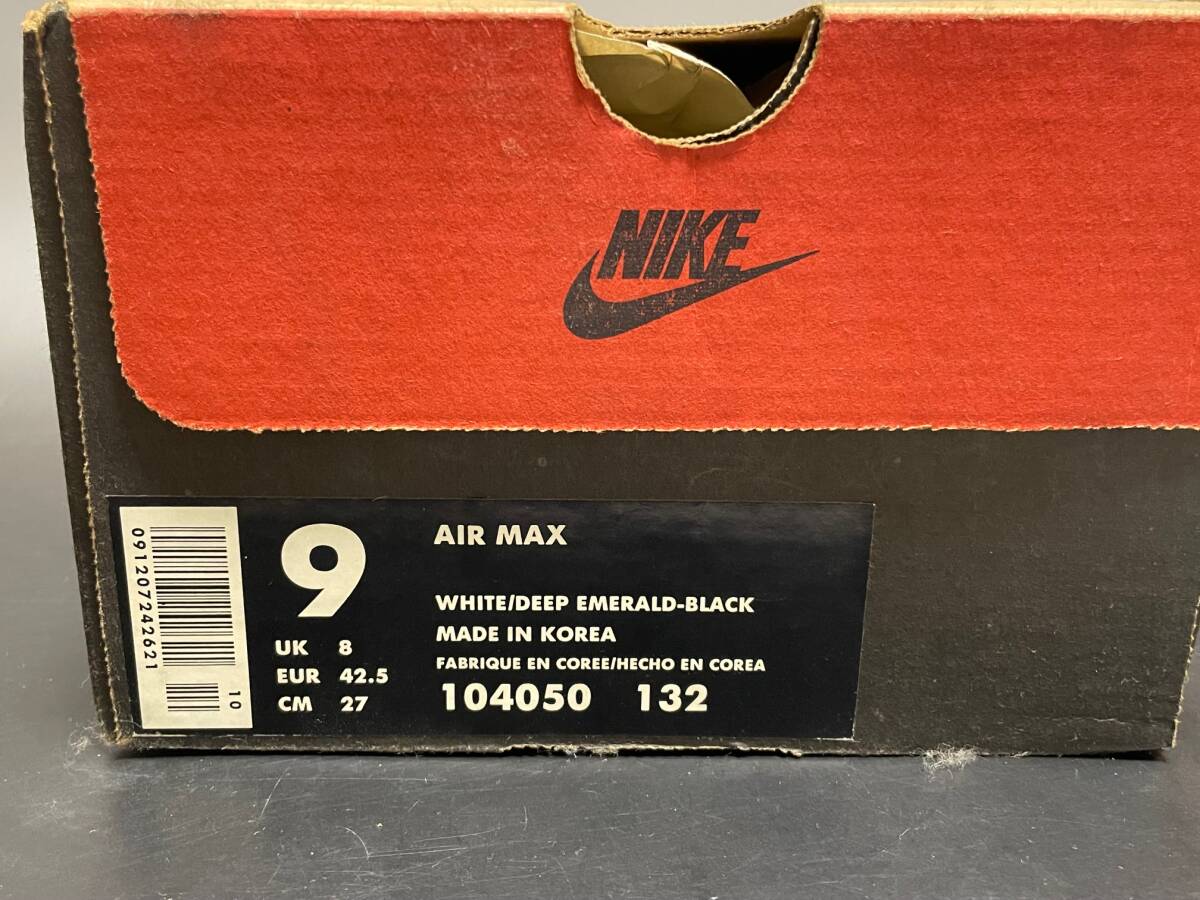 NIKE
9
UK 8
EUR 42.5
CM 27
AIR MAX
WHITE/DEEP EMERALD-BLACK
MADE IN KOREA
FABRIQUE EN COREE/HECHO EN COREA
104050 132
091207242621
10